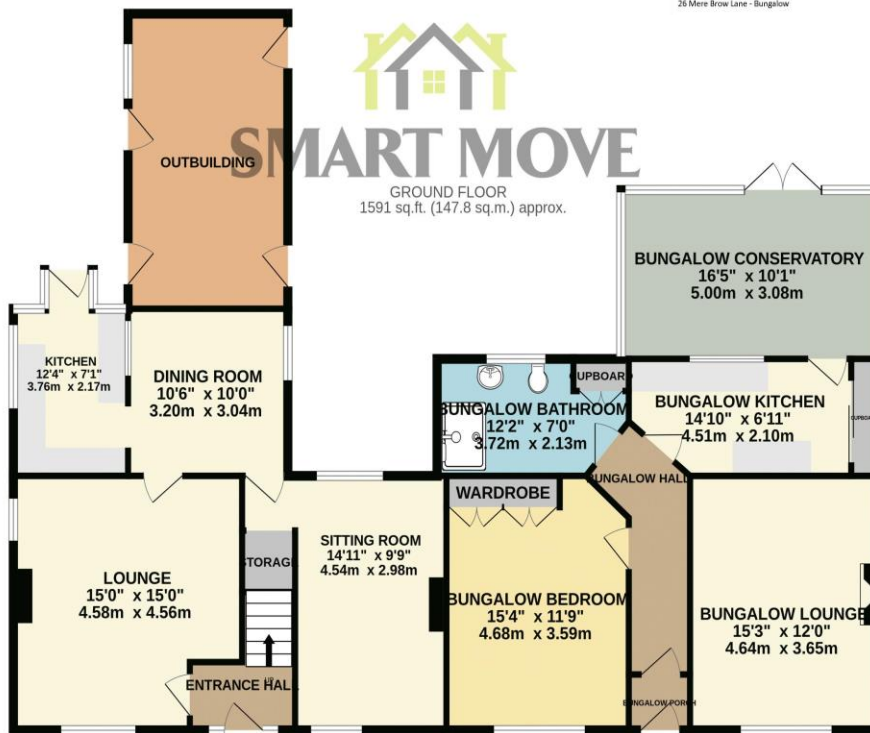 26 Mere Brow Lane - Bungalow
SMART MOVE
GROUND FLOOR
1591 sq.ft. (147.8 sq.m.) approx.
OUTBUILDING
BUNGALOW CONSERVATORY
16'5" x 10'1"
5.00m x 3.08m
KITCHEN
12'4" x 7'1"
3.76m x 2.17m
DINING ROOM
10'6" x 10'0"
3.20m x 3.04m
CUPBOARD
BUNGALOW BATHROOM
12'2" x 7'0"
3.72m x 2.13m
BUNGALOW KITCHEN
14'10" x 6'11"
4.51m x 2.10m
CUPBOARD
BUNGALOW HALL
WARDROBE
STORAGE
SITTING ROOM
14'11" x 9'9"
4.54m x 2.98m
LOUNGE
15'0" x 15'0"
4.58m x 4.56m
BUNGALOW BEDROOM
15'4" x 11'9"
4.68m x 3.59m
BUNGALOW LOUNGE
15'3" x 12'0"
4.64m x 3.65m
UP
ENTRANCE HALL
BUNGALOW PORCH